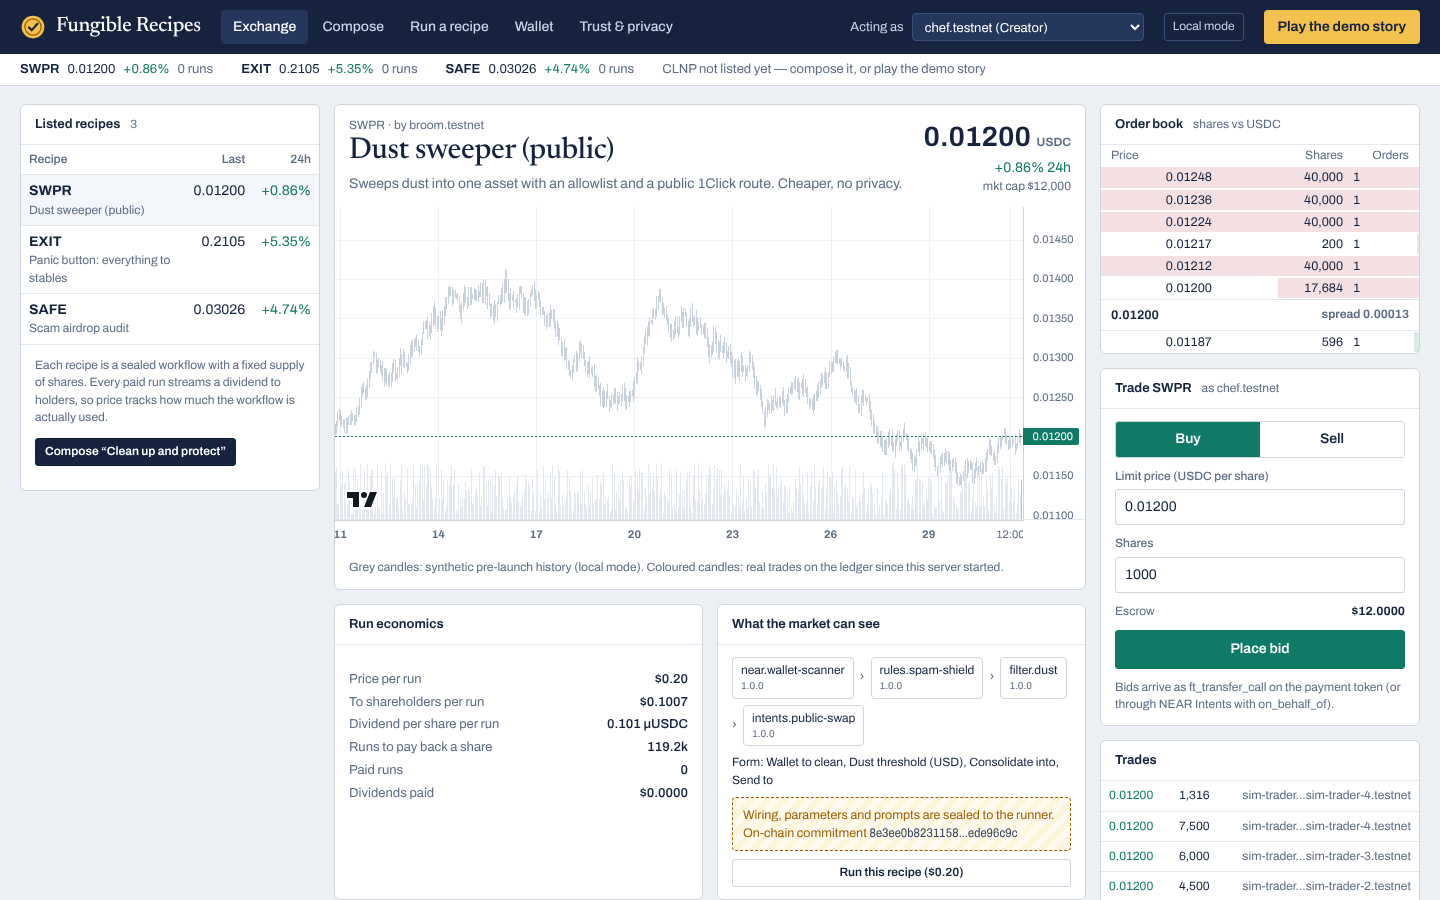 Fungible Recipes
Exchange
Compose
Run a recipe
Wallet
Trust & privacy
Acting as
chef.testnet (Creator)
Local mode
Play the demo story
SWPR 0.01200 +0.86% 0 runs
EXIT 0.2105 +5.35% 0 runs
SAFE 0.03026 +4.74% 0 runs
CLNP not listed yet — compose it, or play the demo story
Listed recipes 3
Recipe Last 24h
SWPR 0.01200 +0.86%
Dust sweeper (public)
EXIT 0.2105 +5.35%
Panic button: everything to
stables
SAFE 0.03026 +4.74%
Scam airdrop audit
Each recipe is a sealed workflow with a fixed supply
of shares. Every paid run streams a dividend to
holders, so price tracks how much the workflow is
actually used.
Compose “Clean up and protect”
SWPR · by broom.testnet
Dust sweeper (public)
Sweeps dust into one asset with an allowlist and a public 1Click route. Cheaper, no privacy.
0.01200 USDC
+0.86% 24h
mkt cap $12,000
0.01450
0.01400
0.01350
0.01300
0.01250
0.01200
0.01150
0.01100
11 14 17 20 23 26 29 12:00
Grey candles: synthetic pre-launch history (local mode). Coloured candles: real trades on the ledger since this server started.
Run economics
Price per run $0.20
To shareholders per run $0.1007
Dividend per share per run 0.101 µUSDC
Runs to pay back a share 119.2k
Paid runs 0
Dividends paid $0.0000
What the market can see
near.wallet-scanner
1.0.0
›
rules.spam-shield
1.0.0
›
filter.dust
1.0.0
›
intents.public-swap
1.0.0
Form: Wallet to clean, Dust threshold (USD), Consolidate into,
Send to
Wiring, parameters and prompts are sealed to the runner.
On-chain commitment 8e3ee0b8231158…ede96c9c
Run this recipe ($0.20)
Order book shares vs USDC
Price Shares Orders
0.01248 40,000 1
0.01236 40,000 1
0.01224 40,000 1
0.01217 200 1
0.01212 40,000 1
0.01200 17,684 1
0.01200 spread 0.00013
0.01187 596 1
Trade SWPR as chef.testnet
Buy
Sell
Limit price (USDC per share)
0.01200
Shares
1000
Escrow $12.0000
Place bid
Bids arrive as ft_transfer_call on the payment token (or
through NEAR Intents with on_behalf_of).
Trades
0.01200 1,316 sim-trader…sim-trader-4.testnet
0.01200 7,500 sim-trader…sim-trader-4.testnet
0.01200 6,000 sim-trader…sim-trader-3.testnet
0.01200 4,500 sim-trader…sim-trader-2.testnet